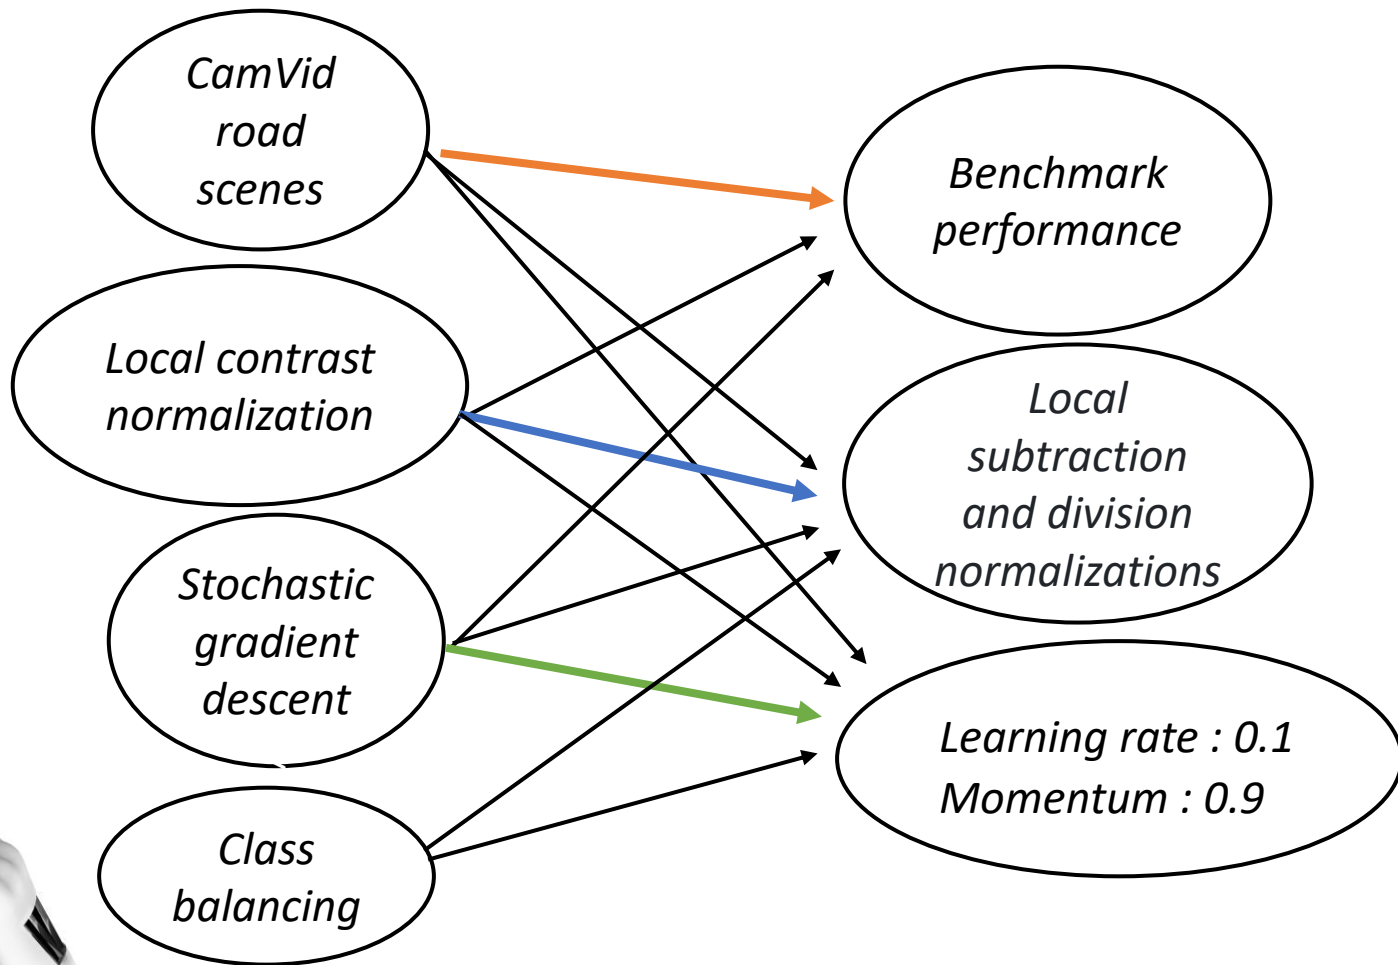 CamVid
road
scenes
Local contrast
normalization
Stochastic
gradient
descent
Class
balancing
Benchmark
performance
Local
subtraction
and division
normalizations
Learning rate : 0.1
Momentum : 0.9